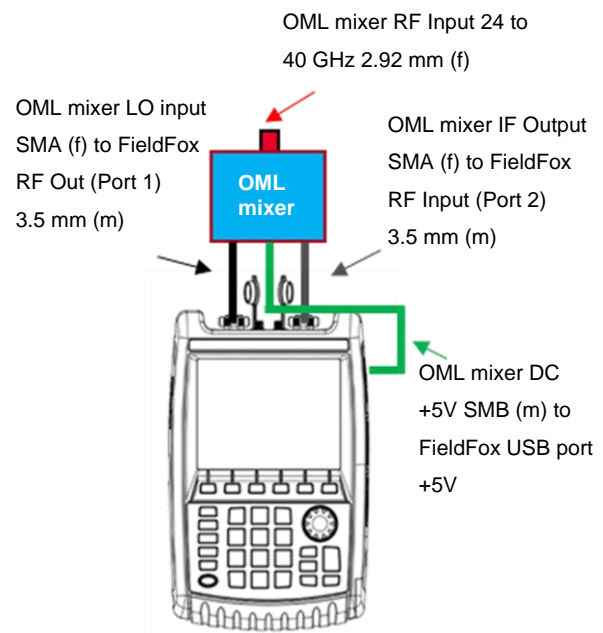 OML mixer RF Input 24 to
40 GHz 2.92 mm (f)
OML mixer LO input
SMA (f) to FieldFox
RF Out (Port 1)
3.5 mm (m)
OML mixer IF Output
SMA (f) to FieldFox
RF Input (Port 2)
3.5 mm (m)
OML
mixer
OML mixer DC
+5V SMB (m) to
FieldFox USB port
+5V